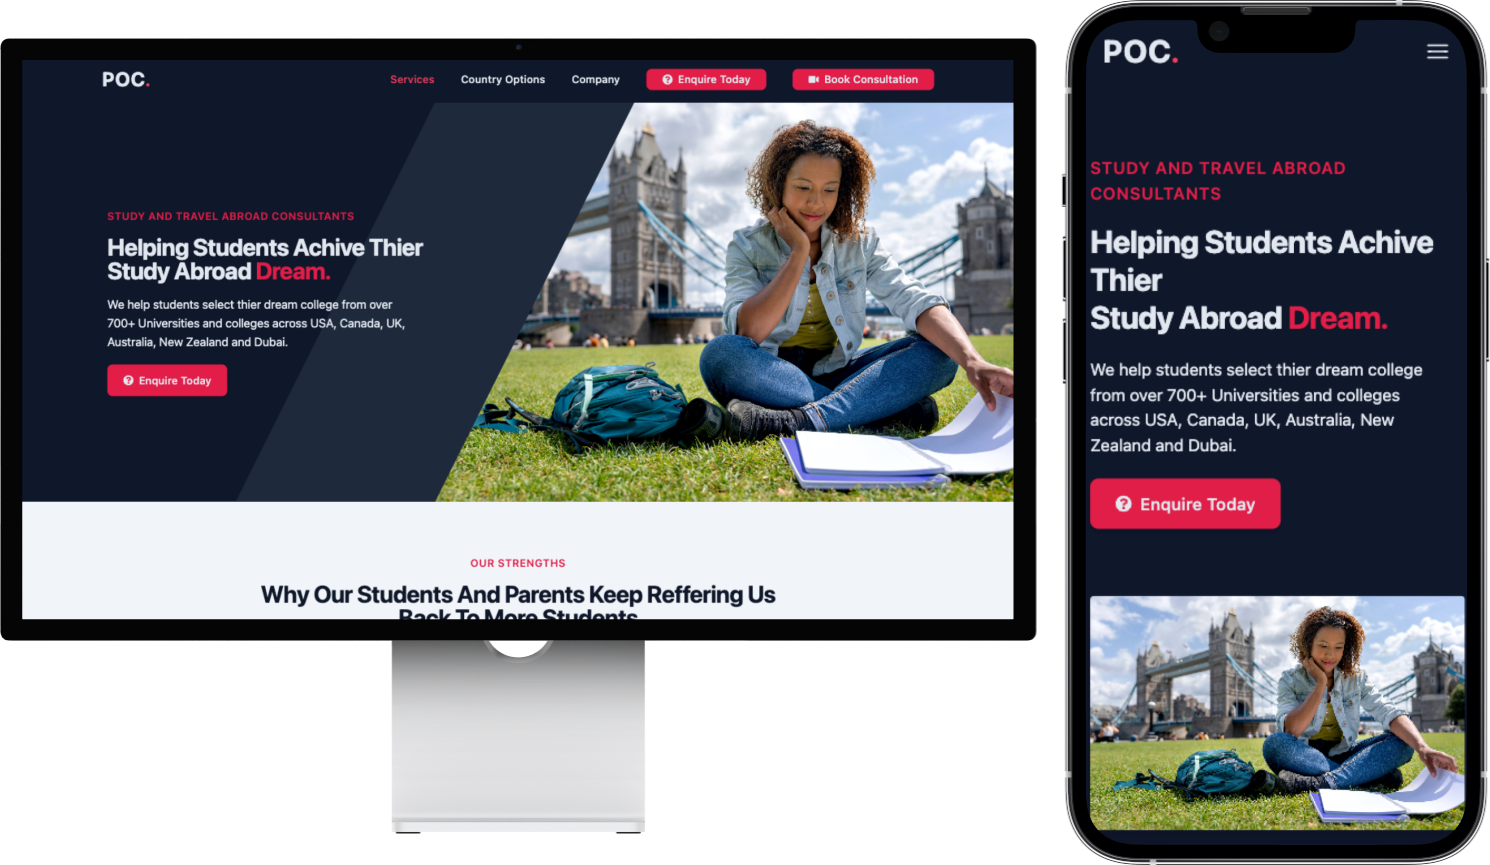 POC.
Services
Country Options
Company
Enquire Today
Book Consultation
STUDY AND TRAVEL ABROAD CONSULTANTS
Helping Students Achive Thier
Study Abroad Dream.
We help students select thier dream college from over
700+ Universities and colleges across USA, Canada, UK,
Australia, New Zealand and Dubai.
Enquire Today
OUR STRENGTHS
Why Our Students And Parents Keep Reffering Us
Back To More Students
POC.
STUDY AND TRAVEL ABROAD
CONSULTANTS
Helping Students Achive
Thier
Study Abroad Dream.
We help students select thier dream college
from over 700+ Universities and colleges
across USA, Canada, UK, Australia, New
Zealand and Dubai.
Enquire Today